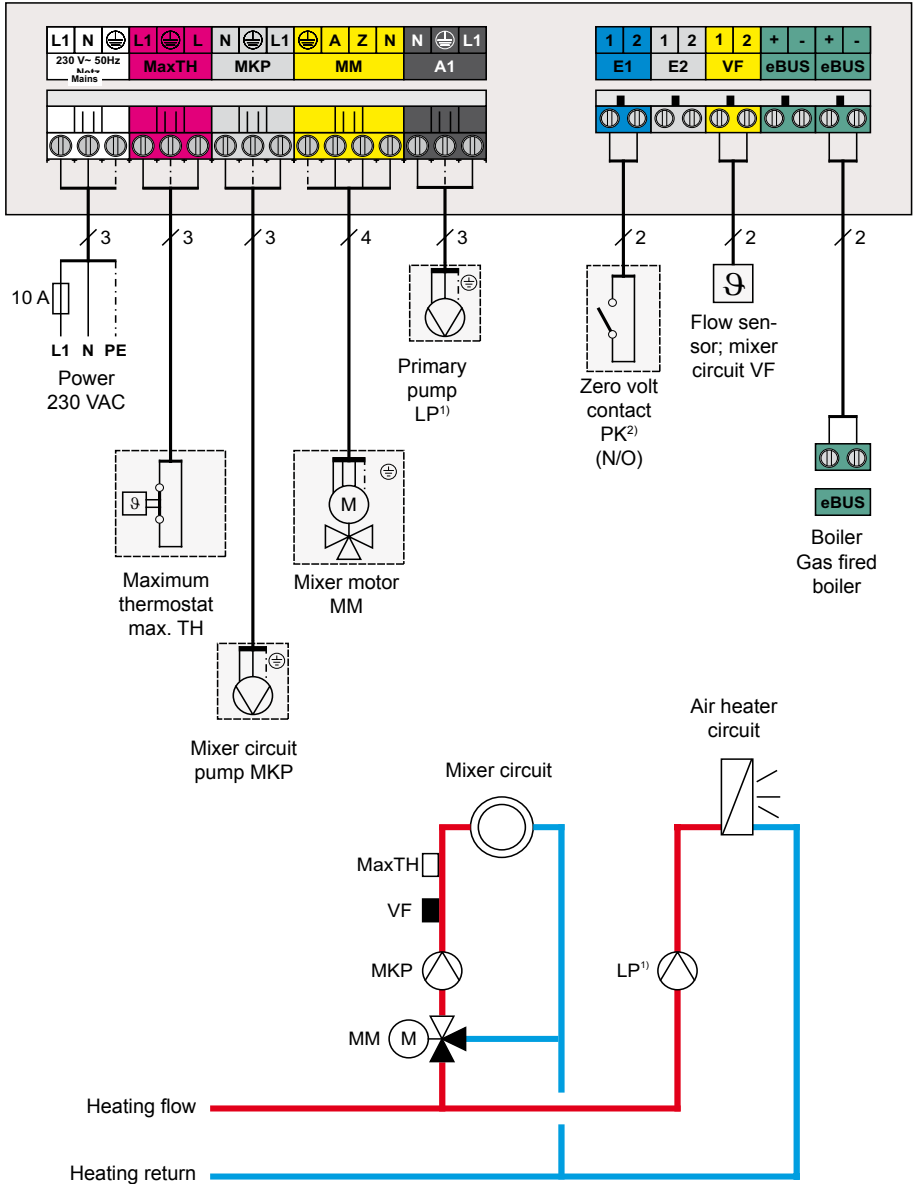 L1 N L1 L N L1 A Z N N L1
230 V~ 50Hz
Netz
Mains
MaxTH MKP MM A1
1 2 1 2 1 2 + - + -
E1 E2 VF eBUS eBUS
3 3 3 4 3 2 2 2
10 A
L1 N PE
Power
230 VAC
Primary
pump
LP1)
Zero volt
contact
PK2)
(N/O)
ϑ
Flow sen-
sor; mixer
circuit VF
ϑ
Maximum
thermostat
max. TH
M
Mixer motor
MM
eBUS
Boiler
Gas fired
boiler
Mixer circuit
pump MKP
Air heater
circuit
Mixer circuit
MaxTH
VF
MKP
LP1)
MM M
Heating flow
Heating return